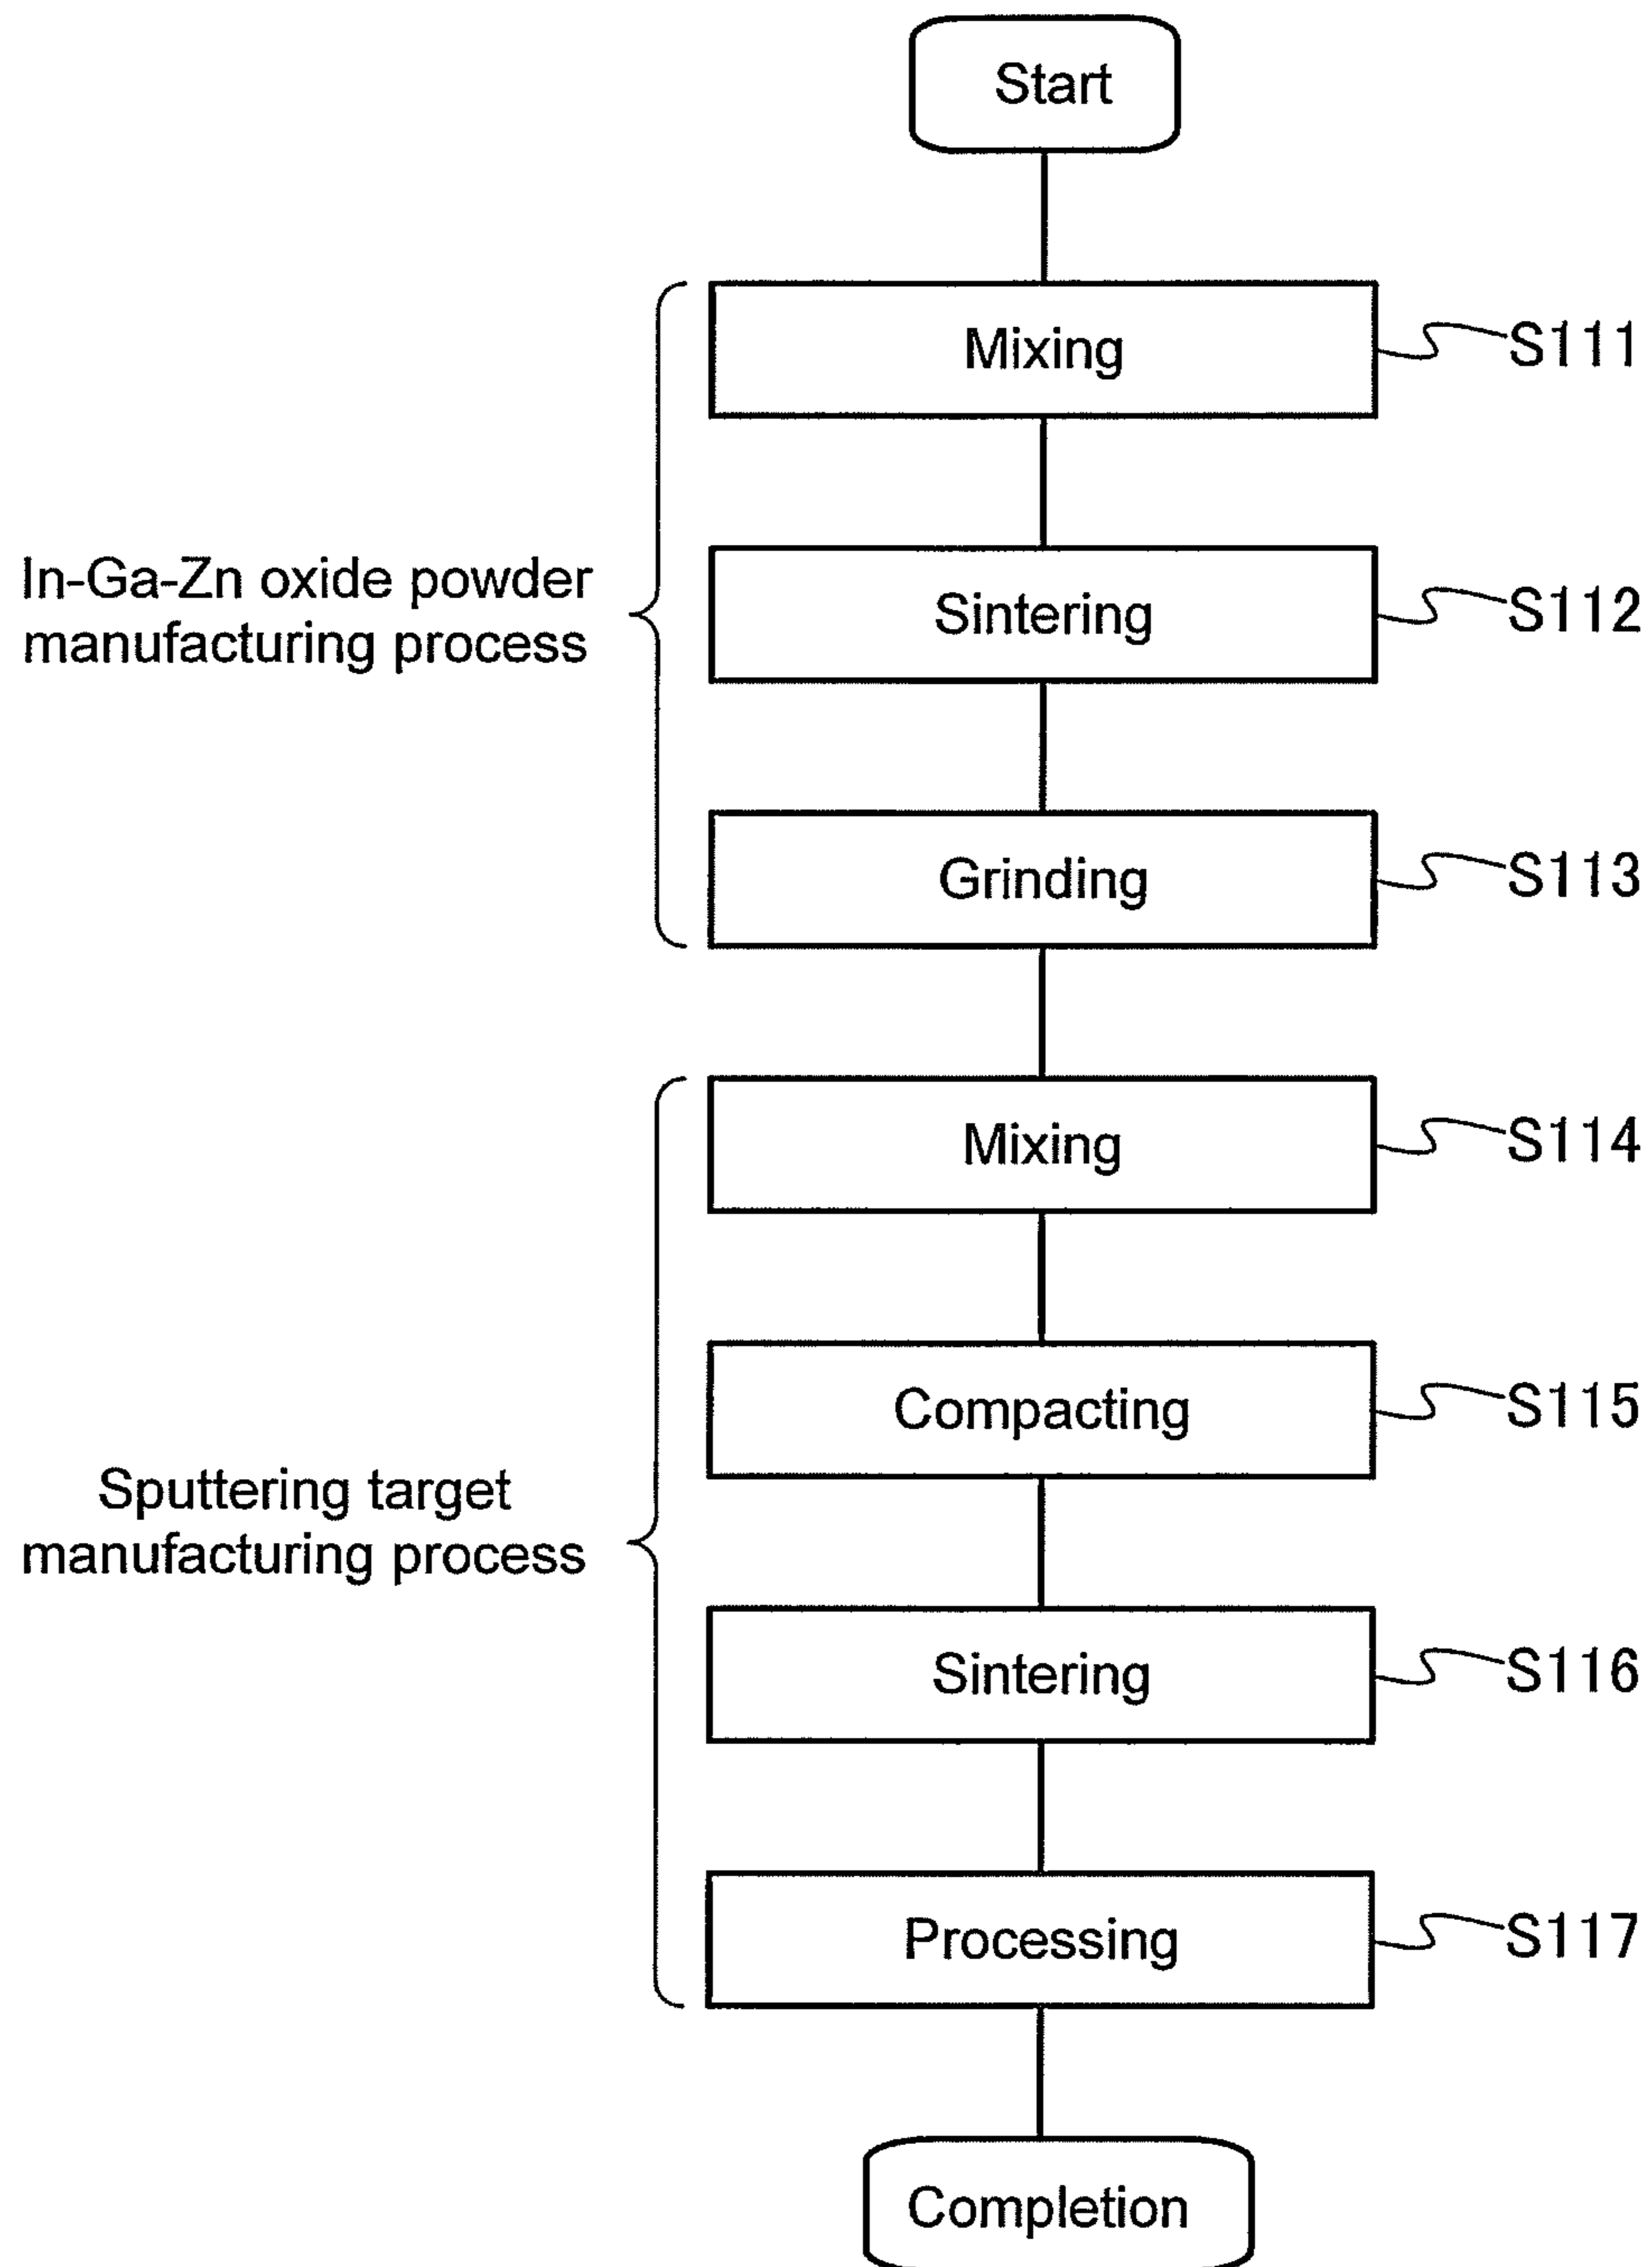 Start
Mixing
S111
In-Ga-Zn oxide powder
manufacturing process
Sintering
S112
Grinding
S113
Mixing
S114
Compacting
S115
Sputtering target
manufacturing process
Sintering
S116
Processing
S117
Completion